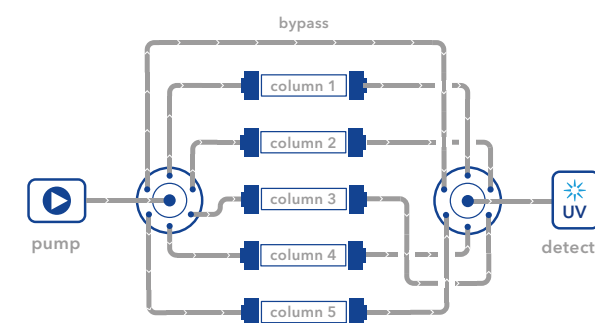 bypass
column 1
column 2
column 3
UV
pump
detect
column 4
column 5